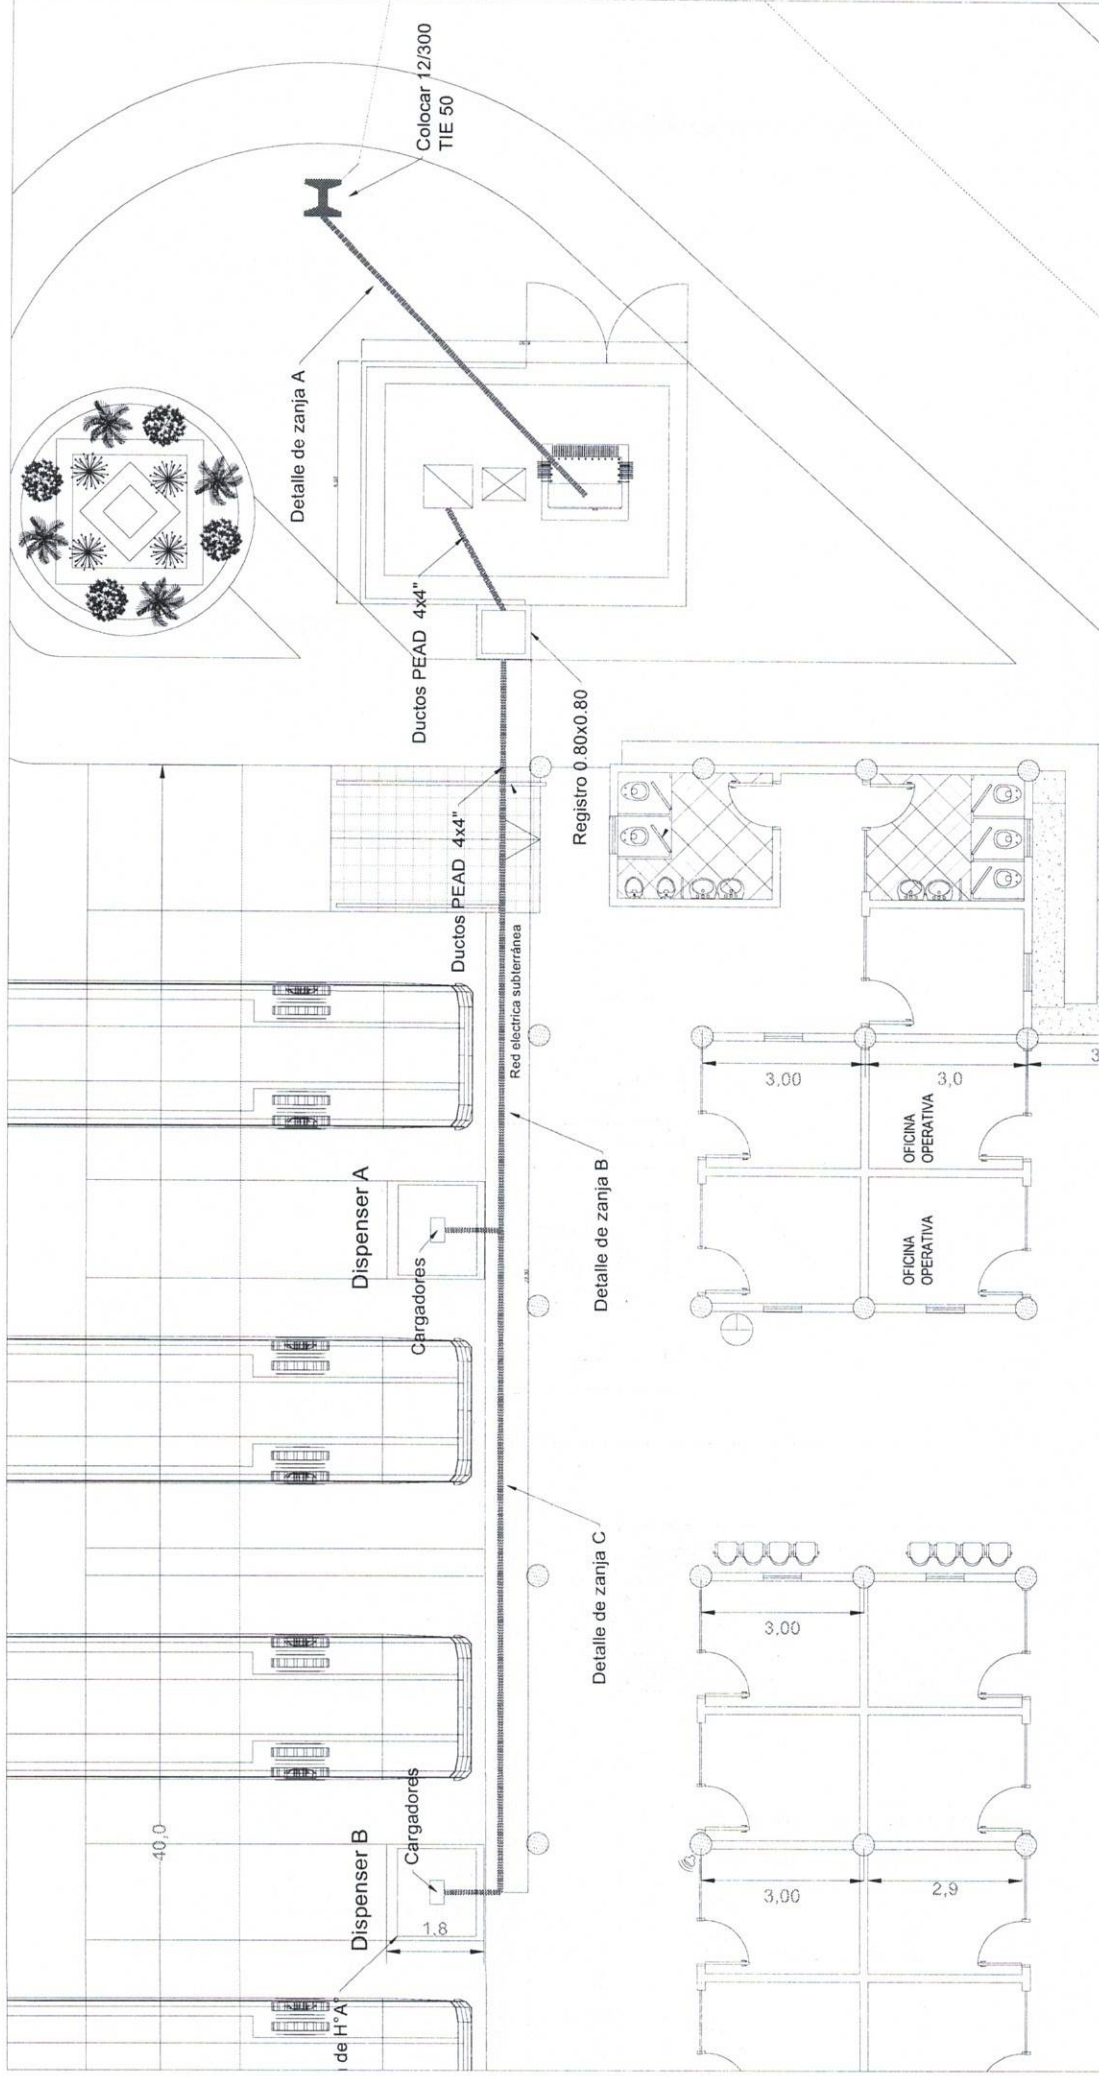 Colocar 12/300
TIE 50
Detalle de zanja A
Ductos PEAD 4x4"
Registro 0.80x0.80
Ductos PEAD 4x4"
Red electrica subterránea
Detalle de zanja B
Dispenser A
Cargadores
Detalle de zanja C
Dispenser B
Cargadores
40,0
1,8
de H°A°
3,00
3,0
3
OFICINA
OPERATIVA
OFICINA
OPERATIVA
3,00
3,00
2,9